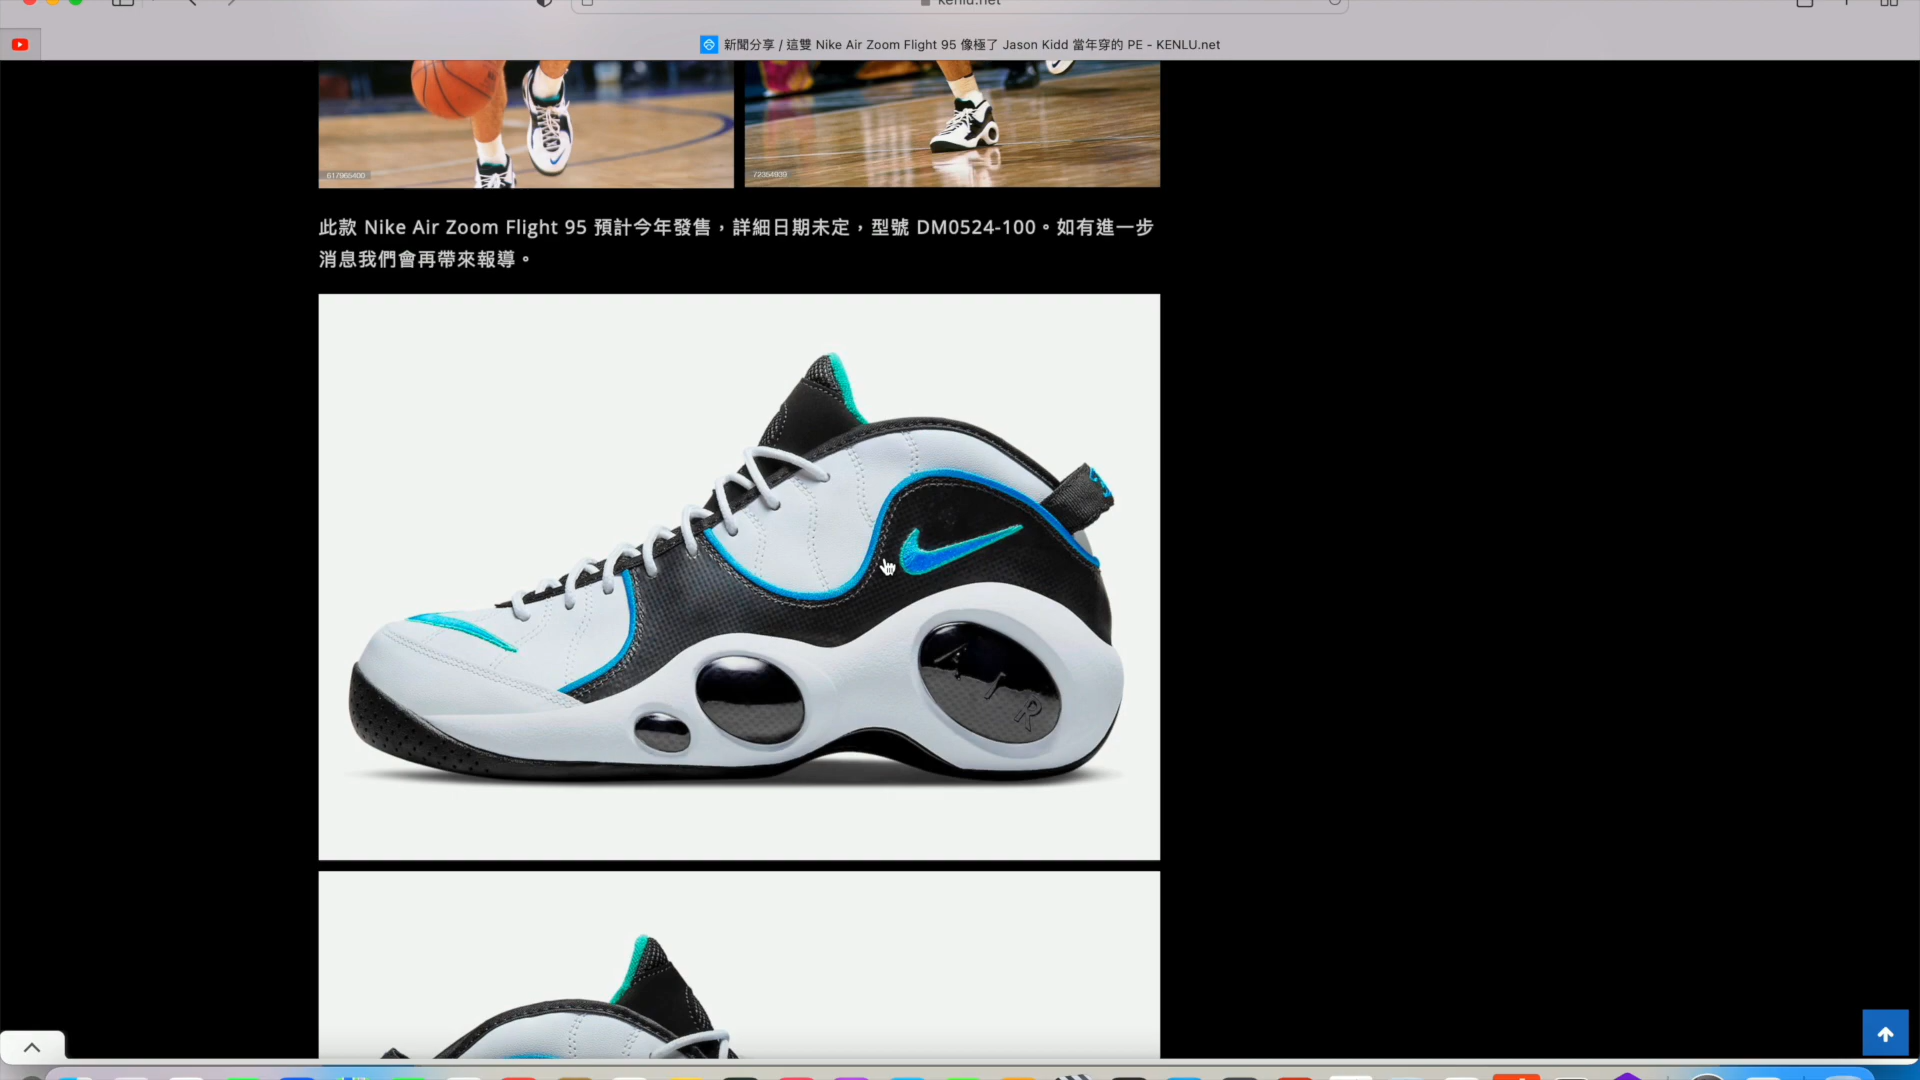 新聞分享 / 這雙 Nike Air Zoom Flight 95 像極了 Jason Kidd 當年穿的 PE - KENLU.net
617965400
72354939
此款 Nike Air Zoom Flight 95 預計今年發售，詳細日期未定，型號 DM0524-100。如有進一步
消息我們會再帶來報導。
AIR